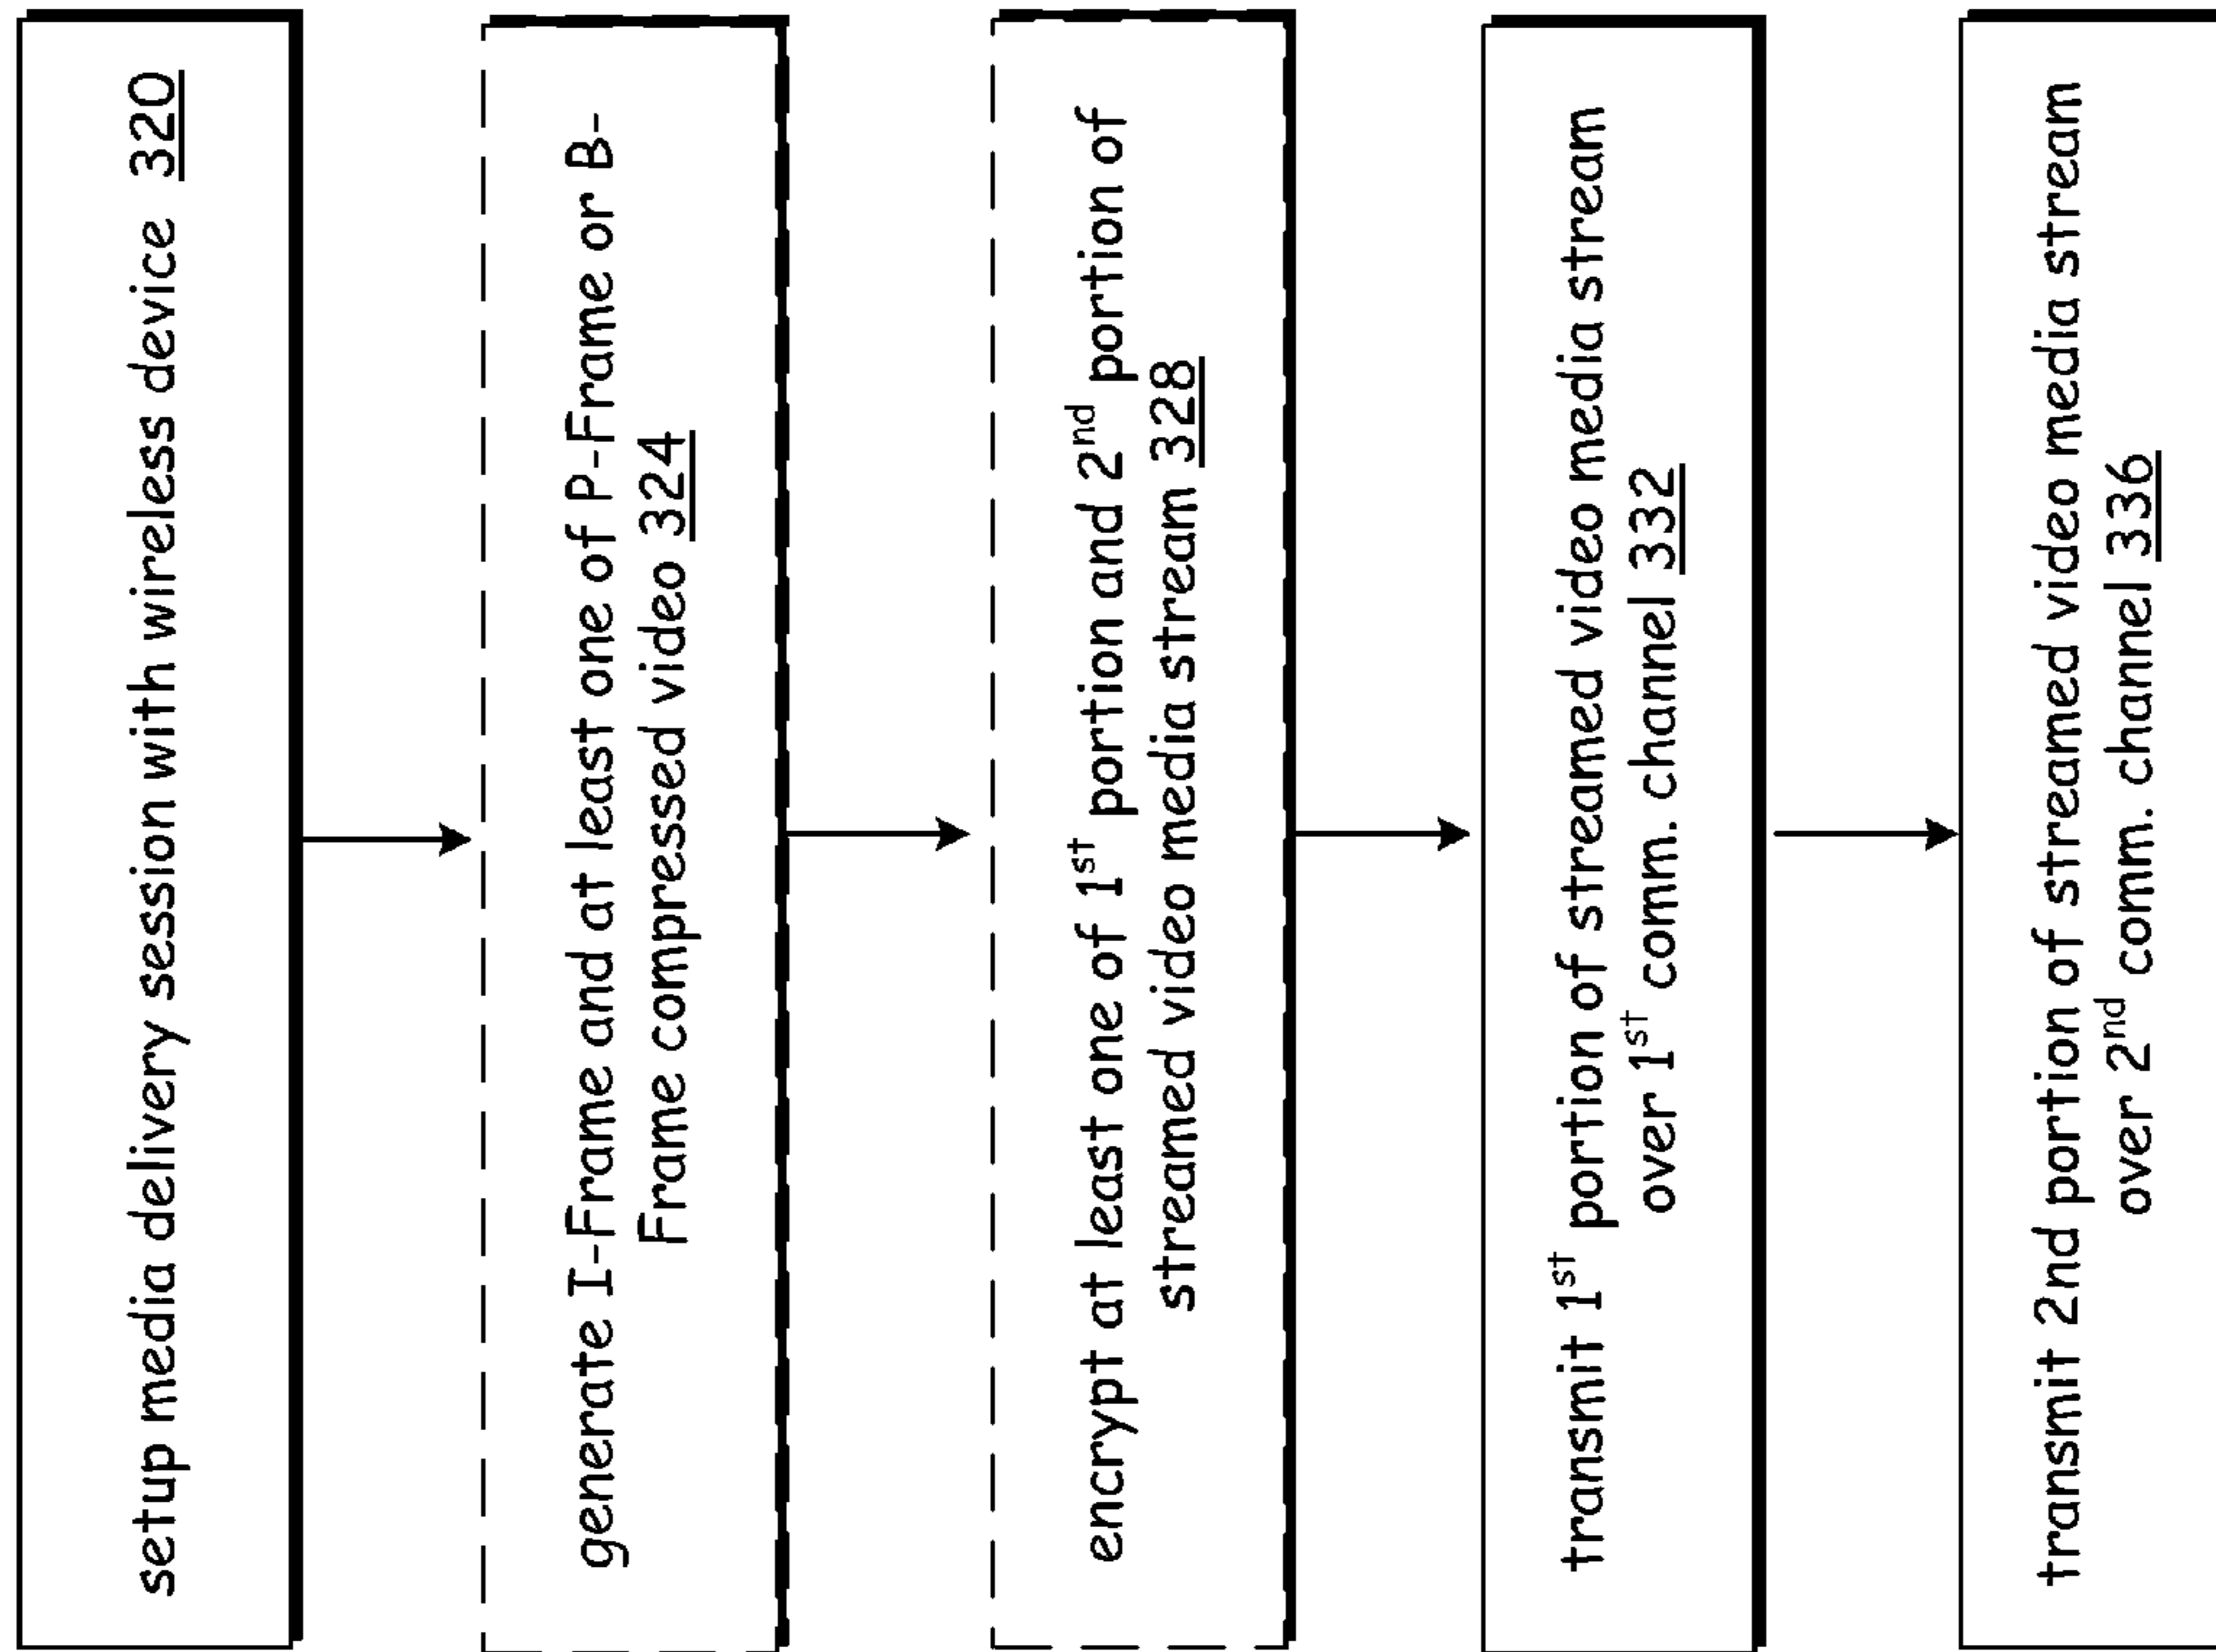 setup media delivery session with wireless device 320
generate I-Frame and at least one of P-Frame or B-
Frame compressed video 324
encrypt at least one of 1st portion and 2nd portion of
streamed video media stream 328
transmit 1st portion of streamed video media stream
over 1st comm. channel 332
transmit 2nd portion of streamed video media stream
over 2nd comm. channel 336